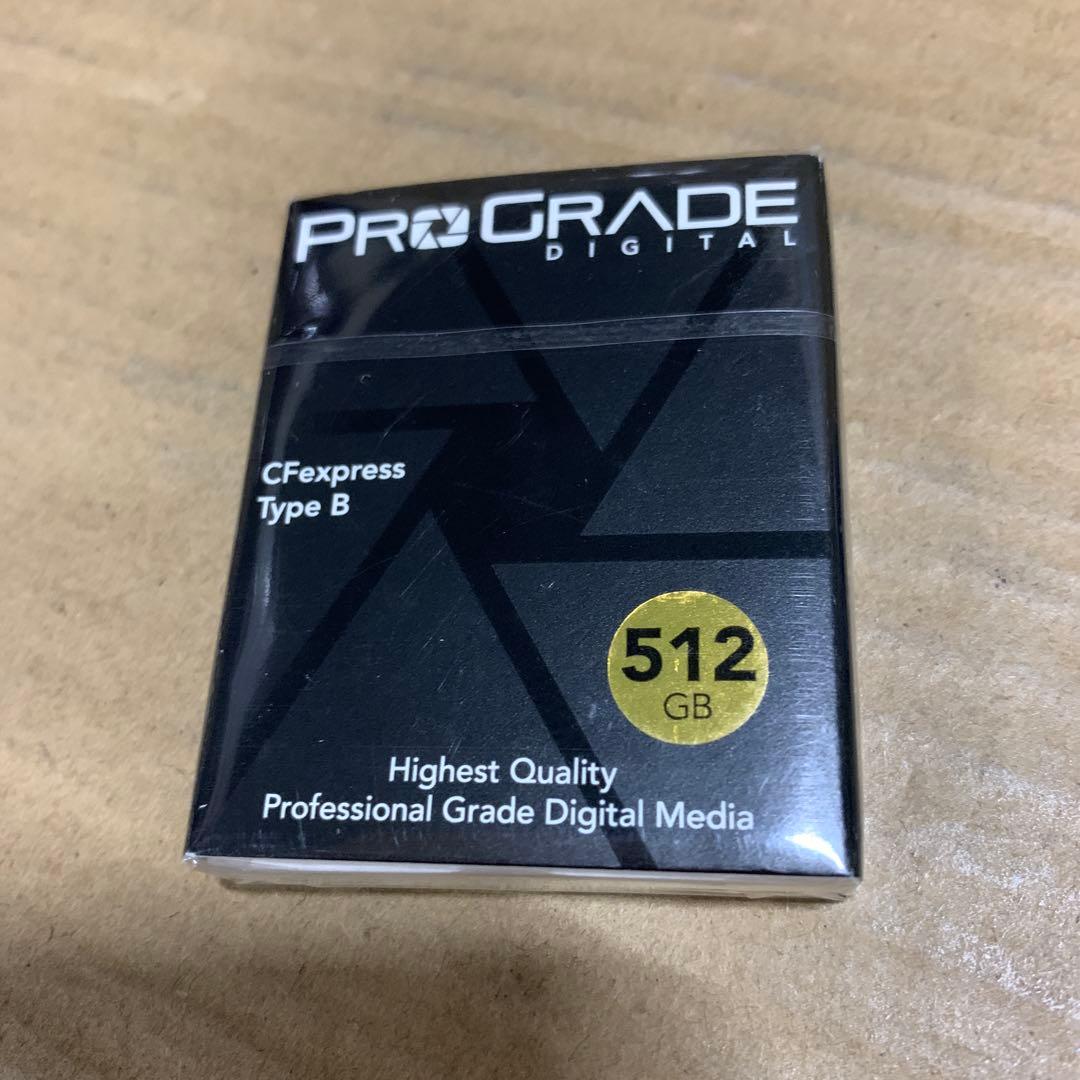 PROGRADE
DIGITAL
CFexpress
Type B
512
GB
Highest Quality
Professional Grade Digital Media